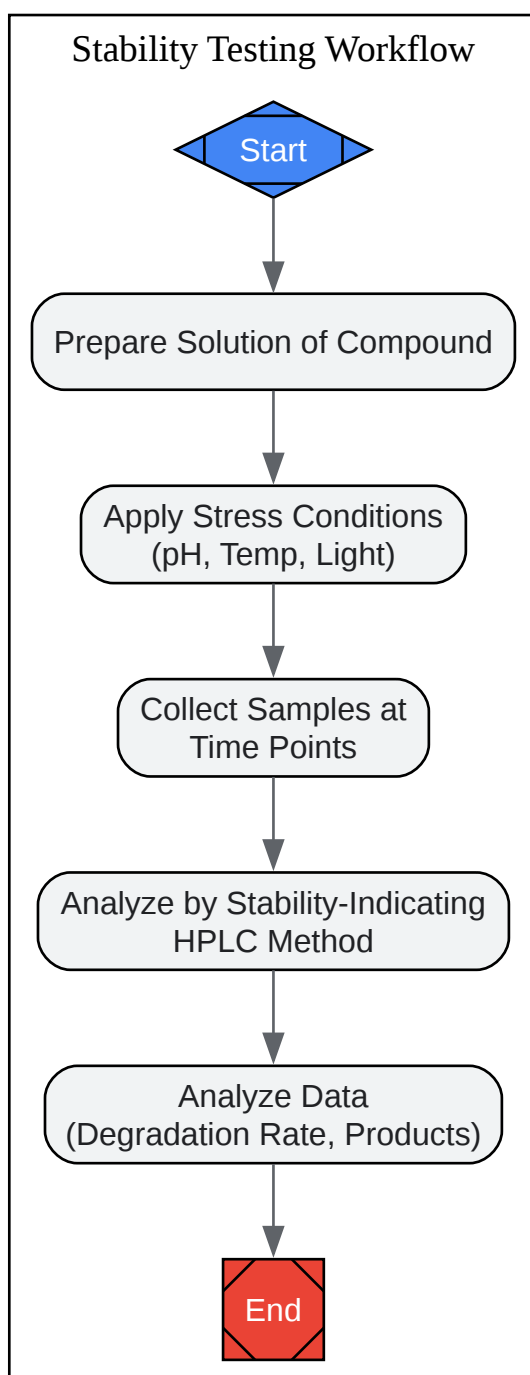 Stability Testing Workflow
Start
Prepare Solution of Compound
Apply Stress Conditions
(pH, Temp, Light)
Collect Samples at
Time Points
Analyze by Stability-Indicating
HPLC Method
Analyze Data
(Degradation Rate, Products)
End